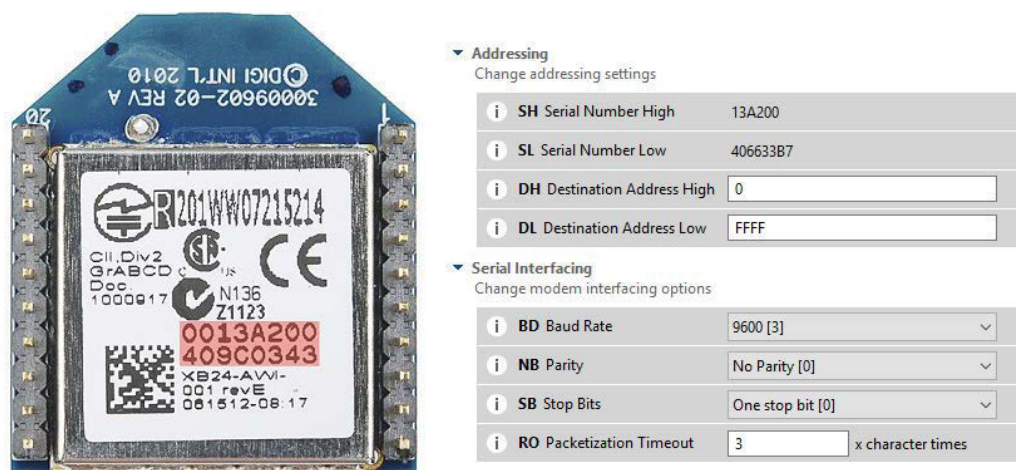 ©DIGI INT'L 2010
30009602-02 REV A
20
1
R 201WW07215214
Cll,Div2
GrABCD
Doc.
1000917
C US
CE
N136
Z1123
0013A200
409C0343
XB24-AWI-
001 revE
061512-08:17
Addressing
Change addressing settings
i SH Serial Number High 13A200
i SL Serial Number Low 406633B7
i DH Destination Address High 0
i DL Destination Address Low FFFF
Serial Interfacing
Change modem interfacing options
i BD Baud Rate 9600 [3]
i NB Parity No Parity [0]
i SB Stop Bits One stop bit [0]
i RO Packetization Timeout 3 x character times